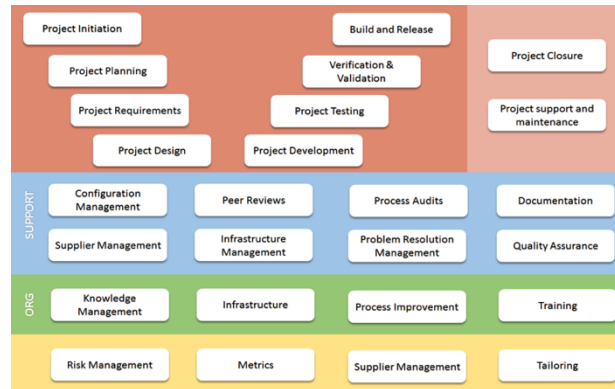 Project Initiation
Build and Release
Project Closure
Project Planning
Verification &
Validation
Project Requirements
Project Testing
Project support and
maintenance
Project Design
Project Development
SUPPORT
Configuration
Management
Peer Reviews
Process Audits
Documentation
Supplier Management
Infrastructure
Management
Problem Resolution
Management
Quality Assurance
ORG
Knowledge
Management
Infrastructure
Process Improvement
Training
Risk Management
Metrics
Supplier Management
Tailoring